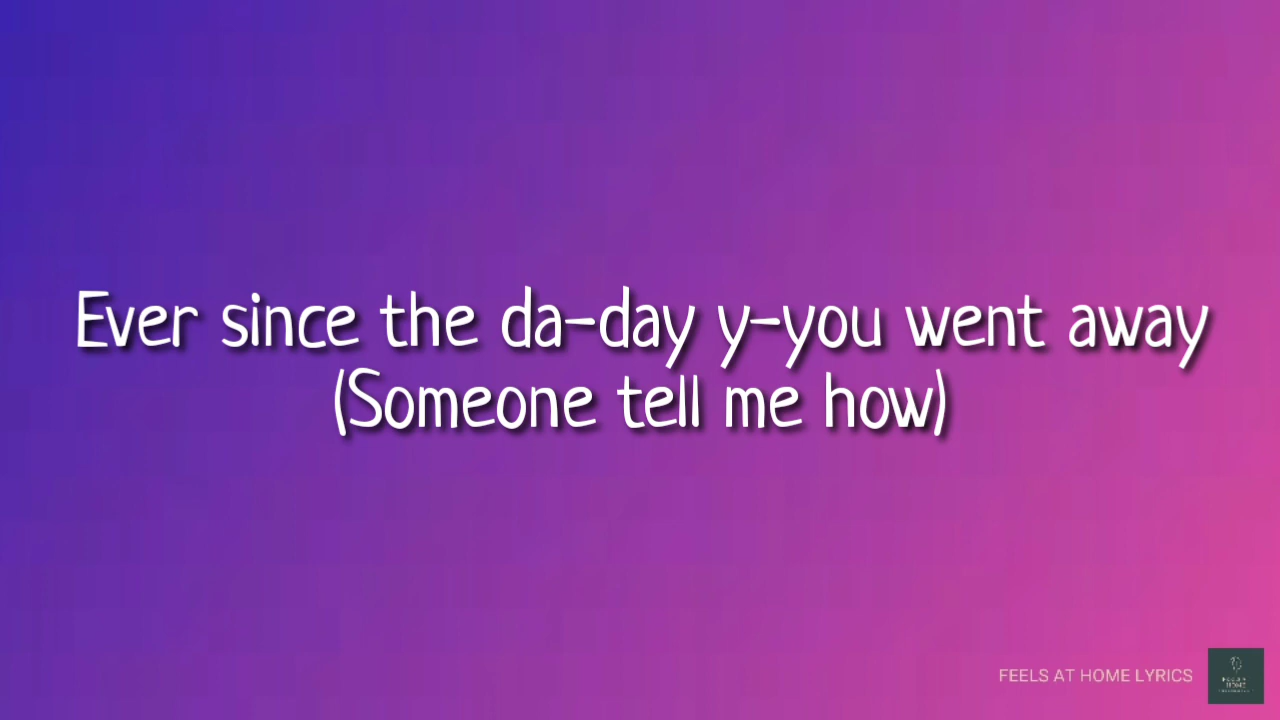 Ever since the da-day y-you went away
(Someone tell me how)
FEELS AT HOME LYRICS